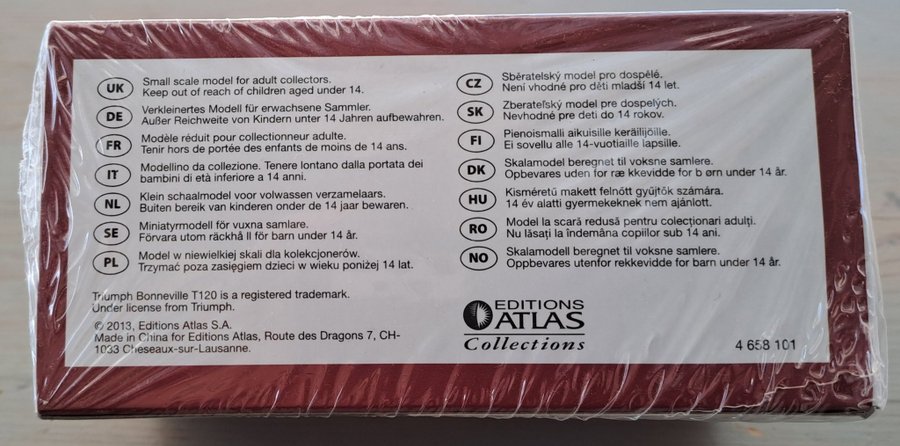 UK
Small scale model for adult collectors.
Keep out of reach of children aged under 14.
DE
Verkleinertes Modell für erwachsene Sammler.
Außer Reichweite von Kindern unter 14 Jahren aufbewahren.
FR
Modèle réduit pour collectionneur adulte.
Tenir hors de portée des enfants de moins de 14 ans.
IT
Modellino da collezione. Tenere lontano dalla portata dei
bambini di età inferiore a 14 anni.
NL
Klein schaalmodel voor volwassen verzamelaars.
Buiten bereik van kinderen onder de 14 jaar bewaren.
SE
Miniatyrmodell för vuxna samlare.
Förvara utom räckhå ll för barn under 14 år.
PL
Model w niewielkiej skali dla kolekcjonerów.
Trzymać poza zasięgiem dzieci w wieku poniżej 14 lat.
CZ
Sběratelský model pro dospělé.
Není vhodné pro děti mladší 14 let.
SK
Zberateľský model pre dospelých.
Nevhodné pre deti do 14 rokov.
FI
Pienoismalli aikuisille keräilijöille.
Ei sovellu alle 14-vuotiaille lapsille.
DK
Skalamodel beregnet til voksne samlere.
Opbevares uden for ræ kkevidde for b ørn under 14 år.
HU
Kisméretű makett felnőtt gyűjtők számára.
14 év alatti gyermekeknek nem ajánlott.
RO
Model la scară redusă pentru colecționari adulți.
Nu lăsați la îndemâna copiilor sub 14 ani.
NO
Skalamodell beregnet til voksne samlere.
Oppbevares utenfor rekkevidde for barn under 14 år.
Triumph Bonneville T120 is a registered trademark.
Under license from Triumph.
© 2013, Editions Atlas S.A.
Made in China for Editions Atlas, Route des Dragons 7, CH-
1033 Cheseaux-sur-Lausanne.
EDITIONS
ATLAS
Collections
4 658 101